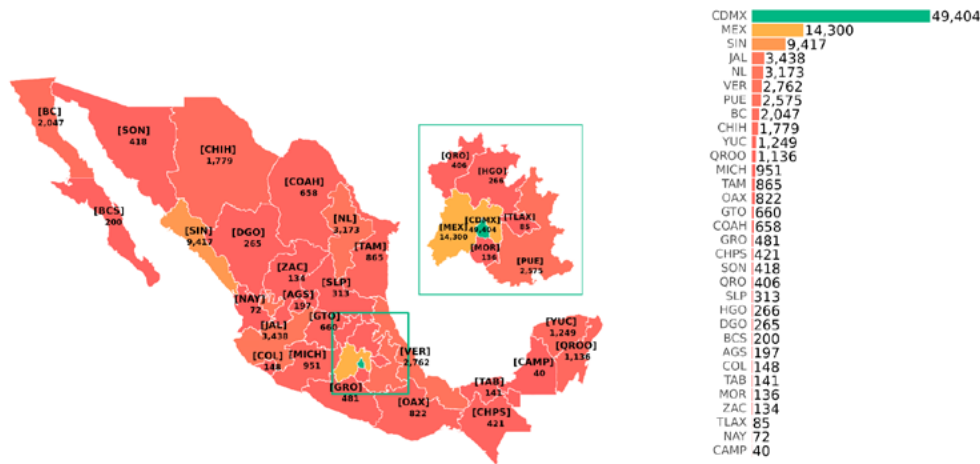 [BC]
2,047
[SON]
418
[CHIH]
1,779
[COAH]
658
[BCS]
200
[SIN]
9,417
[DGO]
265
[NL]
3,173
[TAM]
865
[ZAC]
134
[SLP]
313
[NAY]
72
[AGS]
197
[JAL]
3,438
[GTO]
660
[COL]
148
[MICH]
951
[VER]
2,762
[GRO]
481
[OAX]
822
[TAB]
141
[CHPS]
421
[CAMP]
40
[YUC]
1,249
[QROO]
1,136
[QRO]
406
[HGO]
266
[MEX]
14,300
[CDMX]
49,404
[TLAX]
85
[MOR]
136
[PUE]
2,575
CDMX 49,404
MEX 14,300
SIN 9,417
JAL 3,438
NL 3,173
VER 2,762
PUE 2,575
BC 2,047
CHIH 1,779
YUC 1,249
QROO 1,136
MICH 951
TAM 865
OAX 822
GTO 660
COAH 658
GRO 481
CHPS 421
SON 418
QRO 406
SLP 313
HGO 266
DGO 265
BCS 200
AGS 197
COL 148
TAB 141
MOR 136
ZAC 134
TLAX 85
NAY 72
CAMP 40